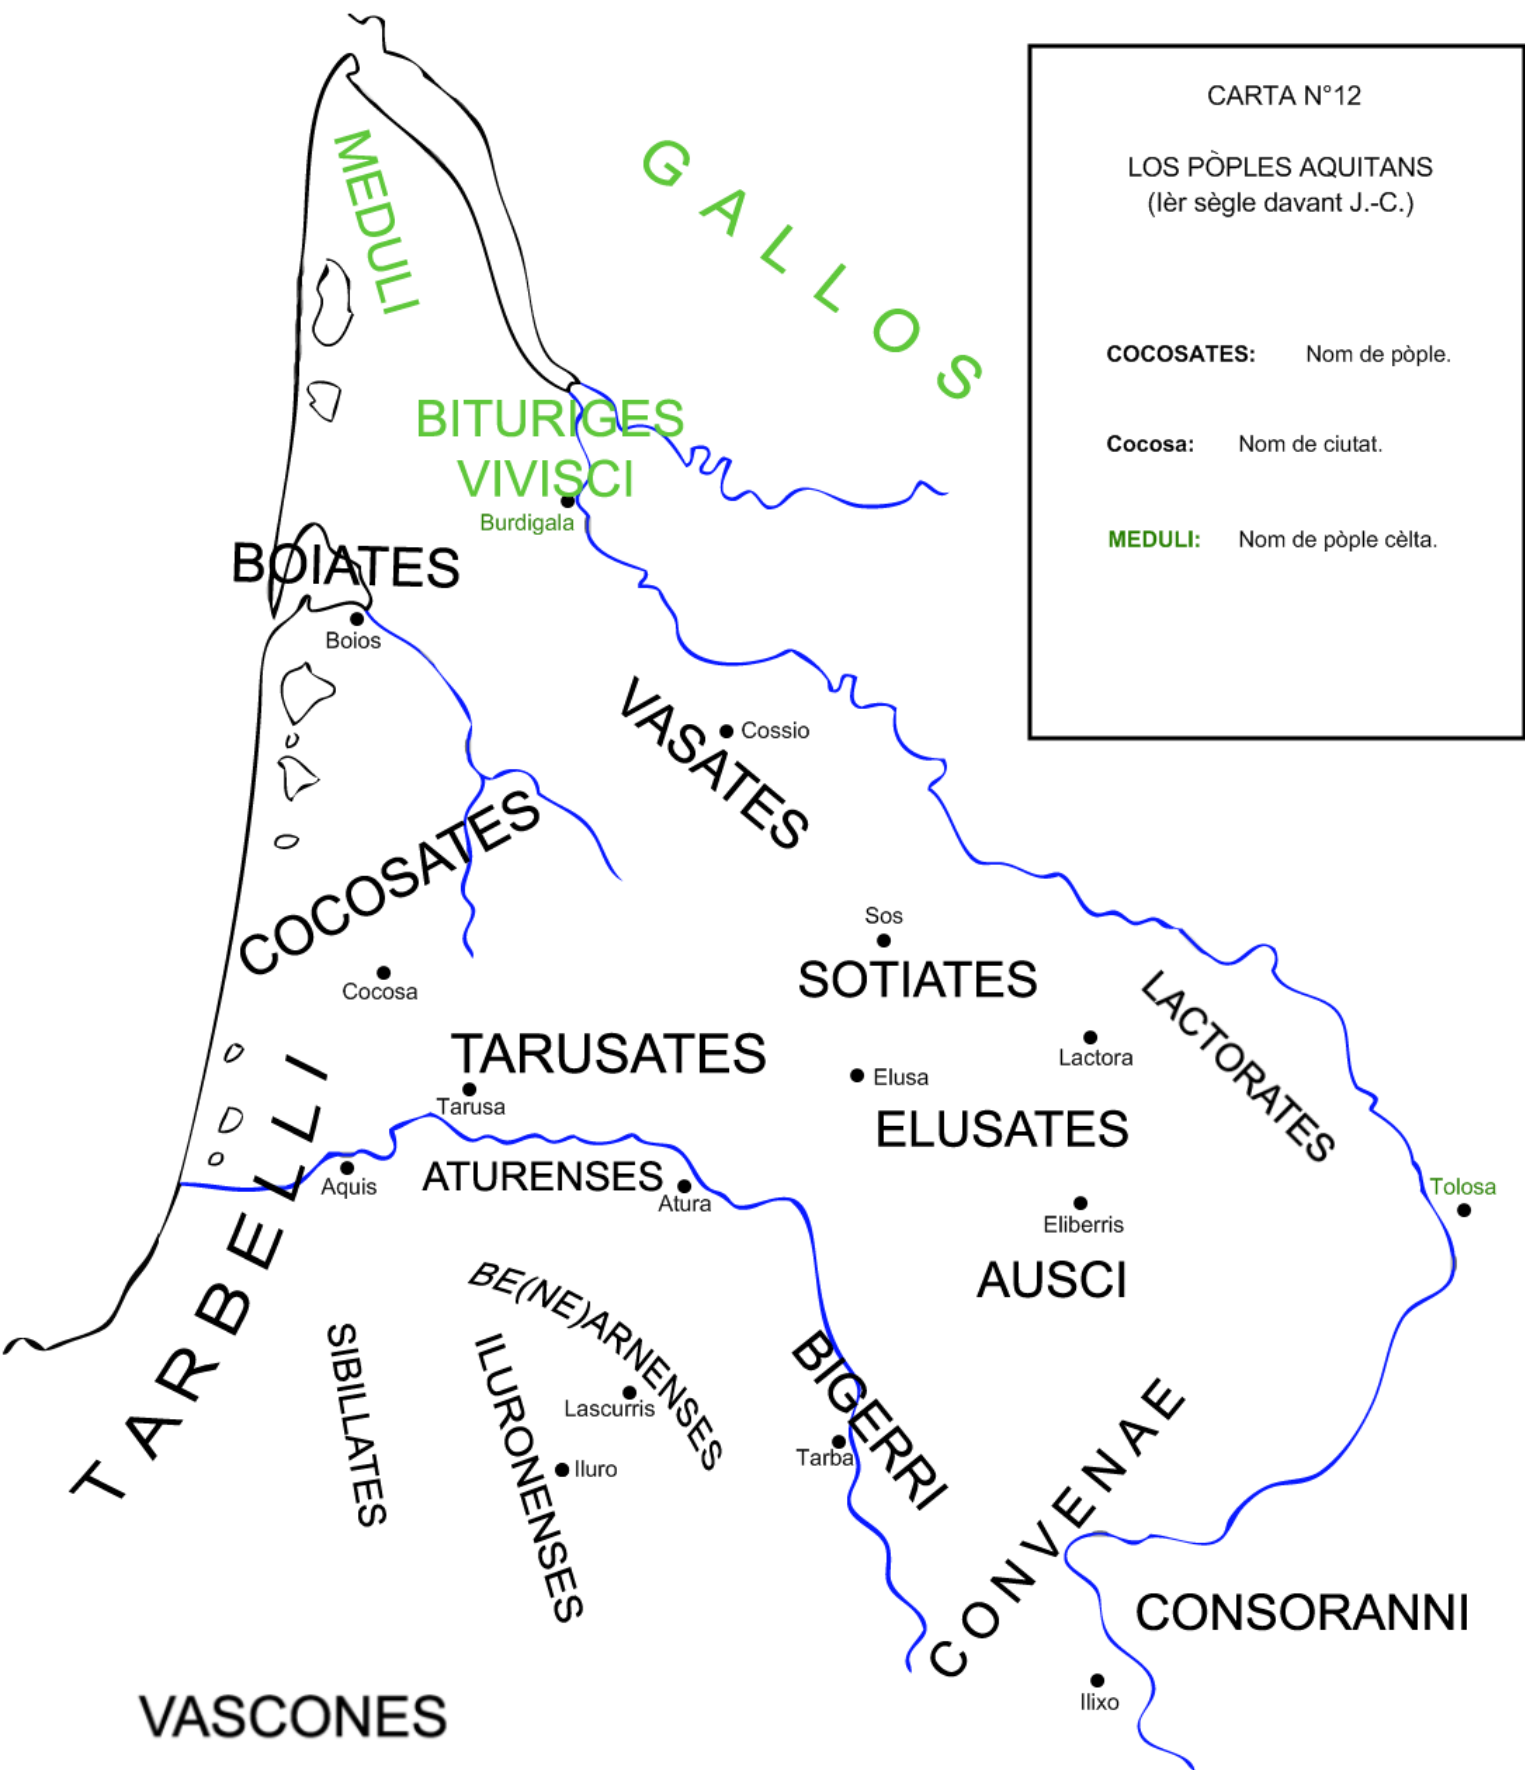 CARTA N°12
LOS PÒPLES AQUITANS
(Ièr sègle davant J.-C.)
COCOSATES: Nom de pòple.
Cocosa: Nom de ciutat.
MEDULI: Nom de pòple cèlta.
MEDULI
GALLOS
BITURIGES
VIVISCI
Burdigala
BOIATES
Boios
VASATES
Cossio
COCOSATES
Cocosa
Sos
SOTIATES
LACTORATES
Lactora
TARUSATES
Tarusa
Elusa
ELUSATES
TARBELLI
Aquis
ATURENSES
Atura
Tolosa
Eliberris
AUSCI
BE(NE)ARNENSES
SIBILLATES
ILURONENSES
Lascurris
Iluro
BIGERRI
Tarba
CONVENAE
CONSORANNI
Ilixo
VASCONES